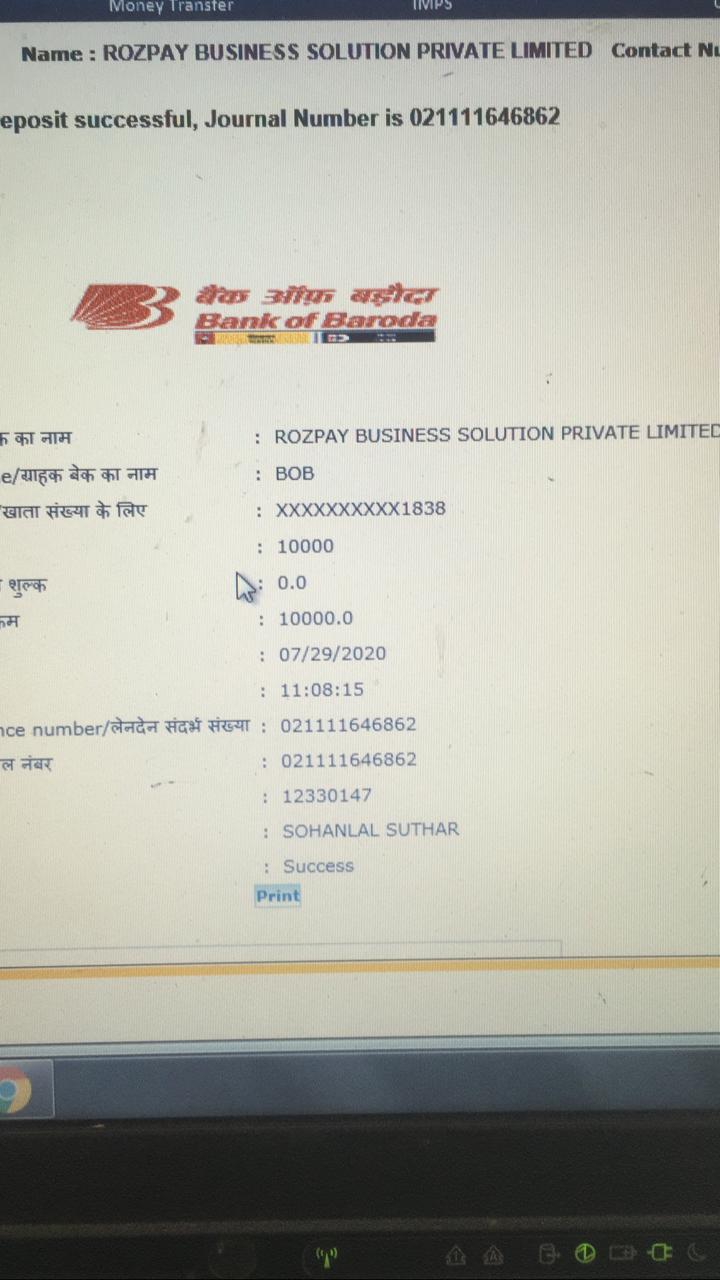 Money Transfer IMPS
Name : ROZPAY BUSINESS SOLUTION PRIVATE LIMITED Contact Nu
eposit successful, Journal Number is 021111646862
बैंक ऑफ़ बड़ौदा
Bank of Baroda
क का नाम : ROZPAY BUSINESS SOLUTION PRIVATE LIMITED
e/ग्राहक बेक का नाम : BOB
खाता संख्या के लिए : XXXXXXXXXX1838
: 10000
शुल्क : 0.0
कम : 10000.0
: 07/29/2020
: 11:08:15
nce number/लेनदेन संदर्भ संख्या : 021111646862
ल नंबर : 021111646862
: 12330147
: SOHANLAL SUTHAR
: Success
Print